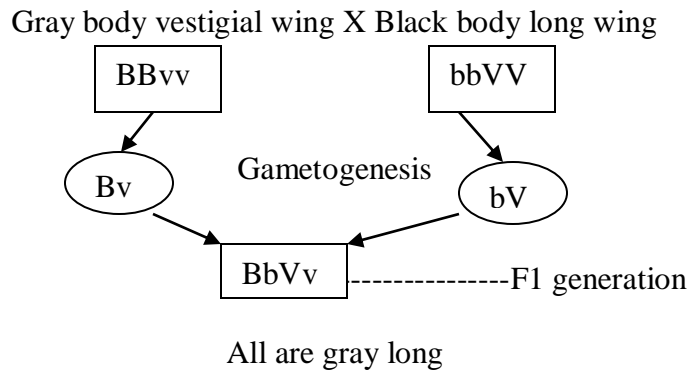 Gray body vestigial wing X Black body long wing
BBvv bbVV
Gametogenesis
Bv bV
BbVv
F1 generation
All are gray long